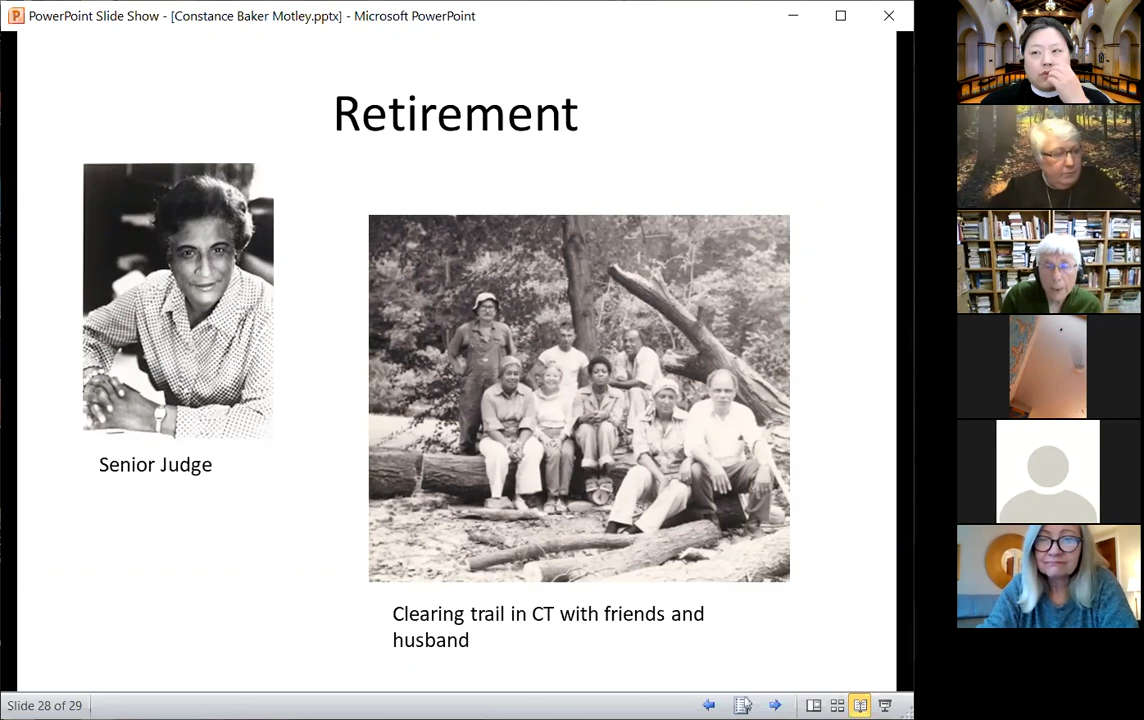 PowerPoint Slide Show - [Constance Baker Motley.pptx] - Microsoft PowerPoint
Retirement
Senior Judge
Clearing trail in CT with friends and
husband
Slide 28 of 29